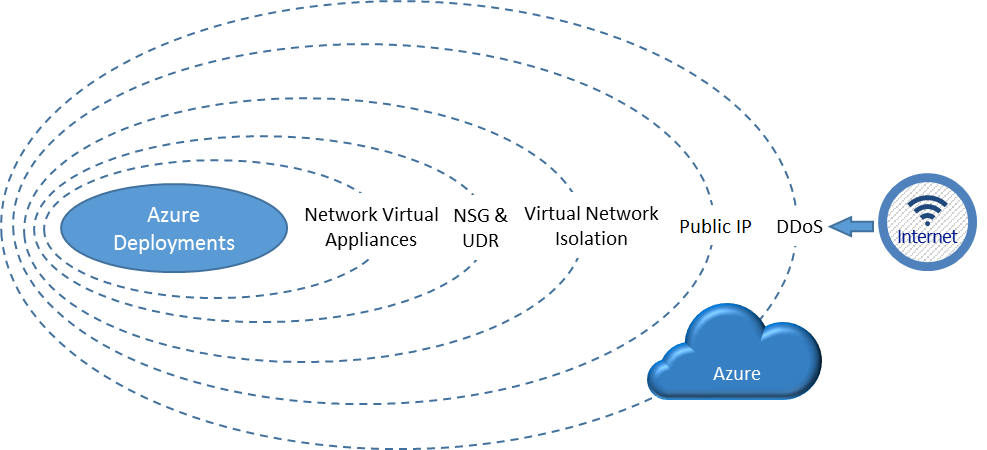 Azure
Deployments
Network Virtual
Appliances
NSG &
UDR
Virtual Network
Isolation
Public IP
DDoS
Internet
Azure